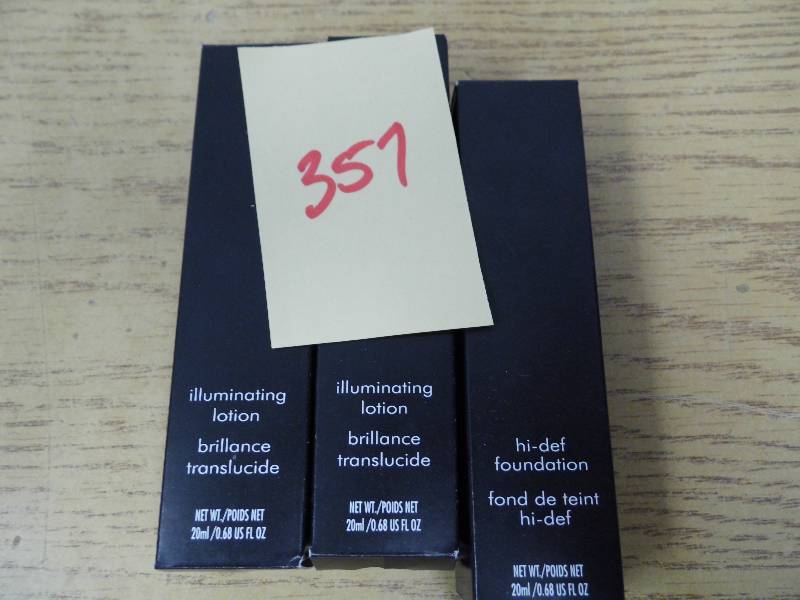 357
illuminating
lotion
brillance
translucide
NET WT./POIDS NET
20ml /0.68 US FL OZ
illuminating
lotion
brillance
translucide
NET WT./POIDS NET
20ml /0.68 US FL OZ
hi-def
foundation
fond de teint
hi-def
NET WT./POIDS NET
20ml /0.68 US FL OZ